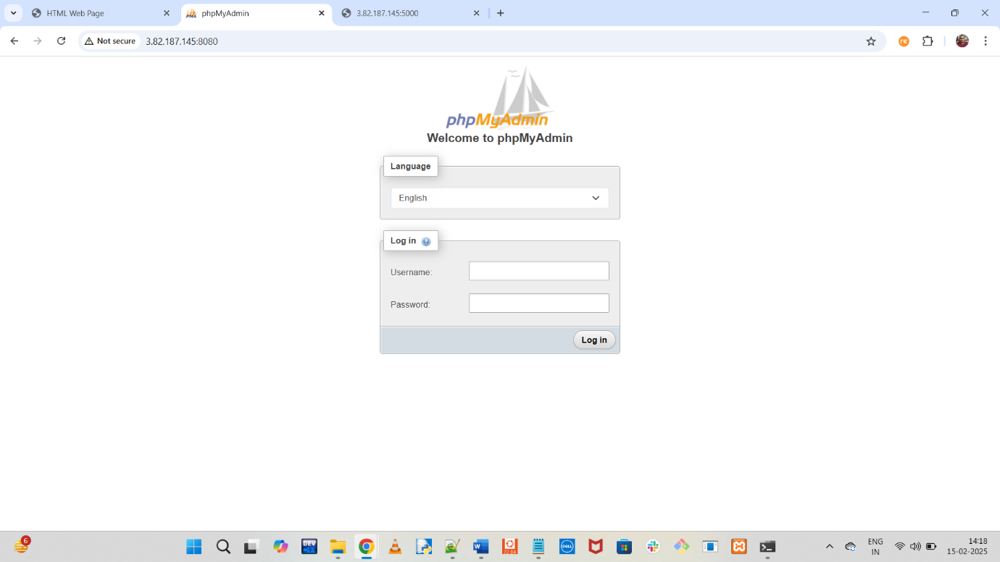 HTML Web Page
phpMyAdmin
3.82.187.145:5000
Not secure
3.82.187.145:8080
re
phpMyAdmin
Welcome to phpMyAdmin
Language
English
Log in
Username:
Password:
Log in
6
DEV
22.04
DELL
ENG
IN
14:18
15-02-2025